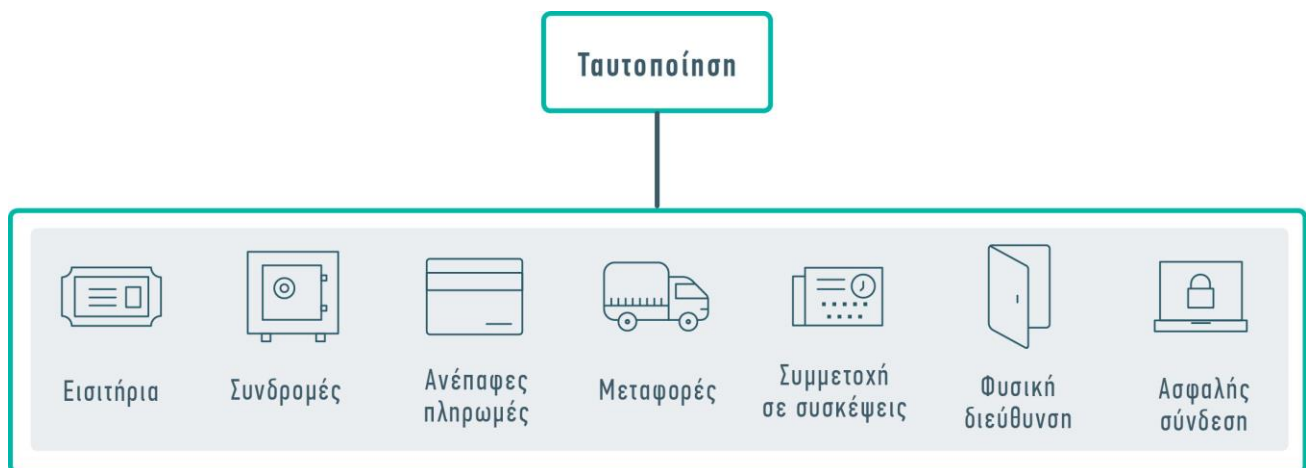 Ταυτοποίηση
Εισιτήρια
Συνδρομές
Ανέπαφες
πληρωμές
Μεταφορές
Συμμετοχή
σε συσκέψεις
Φυσική
διεύθυνση
Ασφαλής
σύνδεση